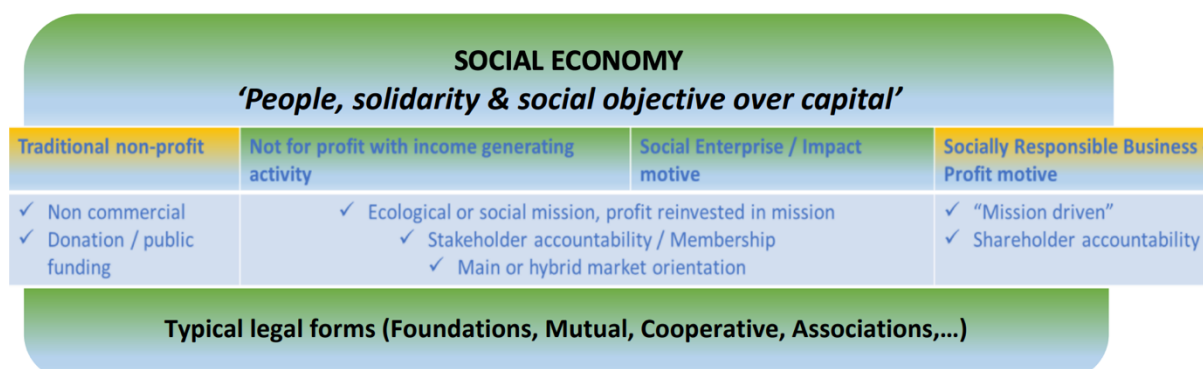 SOCIAL ECONOMY
‘People, solidarity & social objective over capital’
Traditional non-profit
Not for profit with income generating
activity
Social Enterprise / Impact
motive
Socially Responsible Business
Profit motive
✓ Non commercial
✓ Donation / public
funding
✓ Ecological or social mission, profit reinvested in mission
✓ Stakeholder accountability / Membership
✓ Main or hybrid market orientation
✓ “Mission driven”
✓ Shareholder accountability
Typical legal forms (Foundations, Mutual, Cooperative, Associations,…)